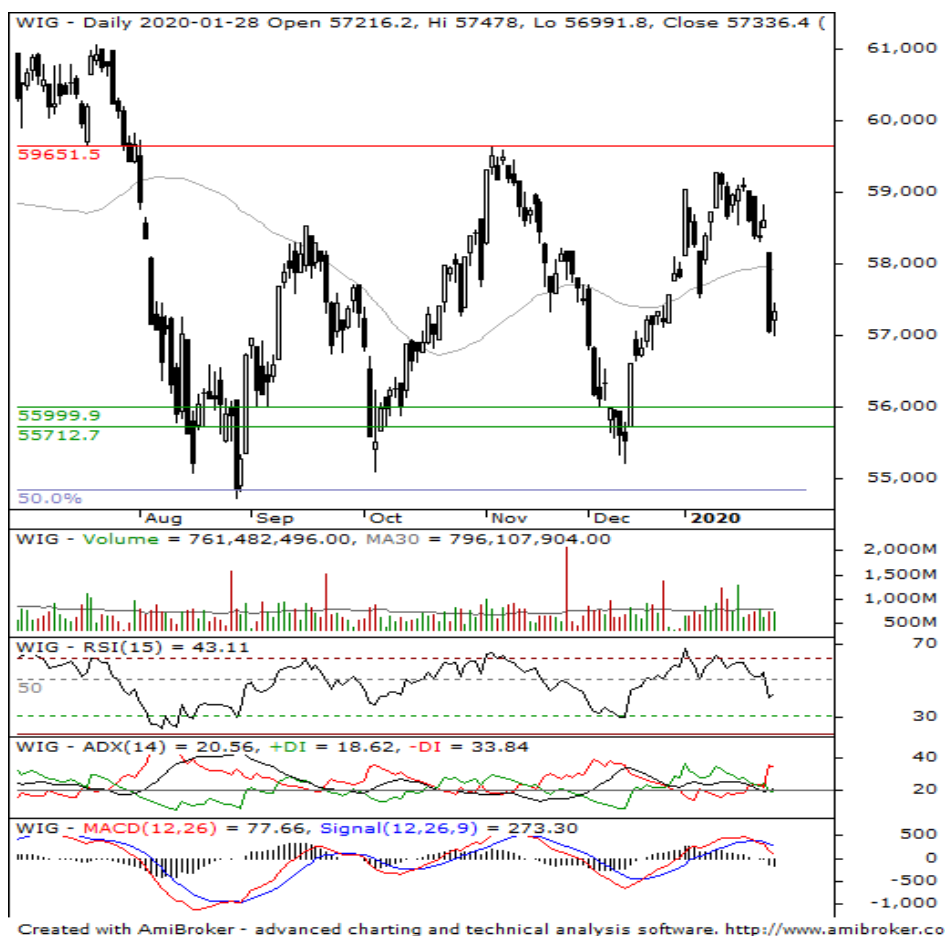 WIG - Daily 2020-01-28 Open 57216.2, Hi 57478, Lo 56991.8, Close 57336.4 (
61,000
60,000
59651.5
59,000
58,000
57,000
56,000
55999.9
55712.7
55,000
50.0%
Aug Sep Oct Nov Dec 2020
WIG - Volume = 761,482,496.00, MA30 = 796,107,904.00
2,000M
1,500M
1,000M
500M
WIG - RSI(15) = 43.11
70
50
30
WIG - ADX(14) = 20.56, +DI = 18.62, -DI = 33.84
40
20
WIG - MACD(12,26) = 77.66, Signal(12,26,9) = 273.30
500
0
-500
-1,000
Created with AmiBroker - advanced charting and technical analysis software. http://www.amibroker.co